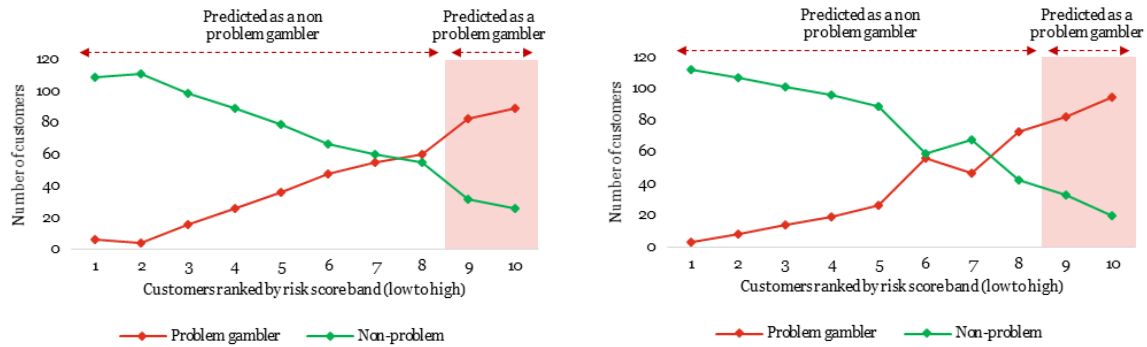 Predicted as a non
problem gambler
Predicted as a
problem gambler
Number of customers
120
100
80
60
40
20
0
1 2 3 4 5 6 7 8 9 10
Customers ranked by risk score band (low to high)
Problem gambler Non-problem
Predicted as a non
problem gambler
Predicted as a
problem gambler
Number of customers
120
100
80
60
40
20
0
1 2 3 4 5 6 7 8 9 10
Customers ranked by risk score band (low to high)
Problem gambler Non-problem